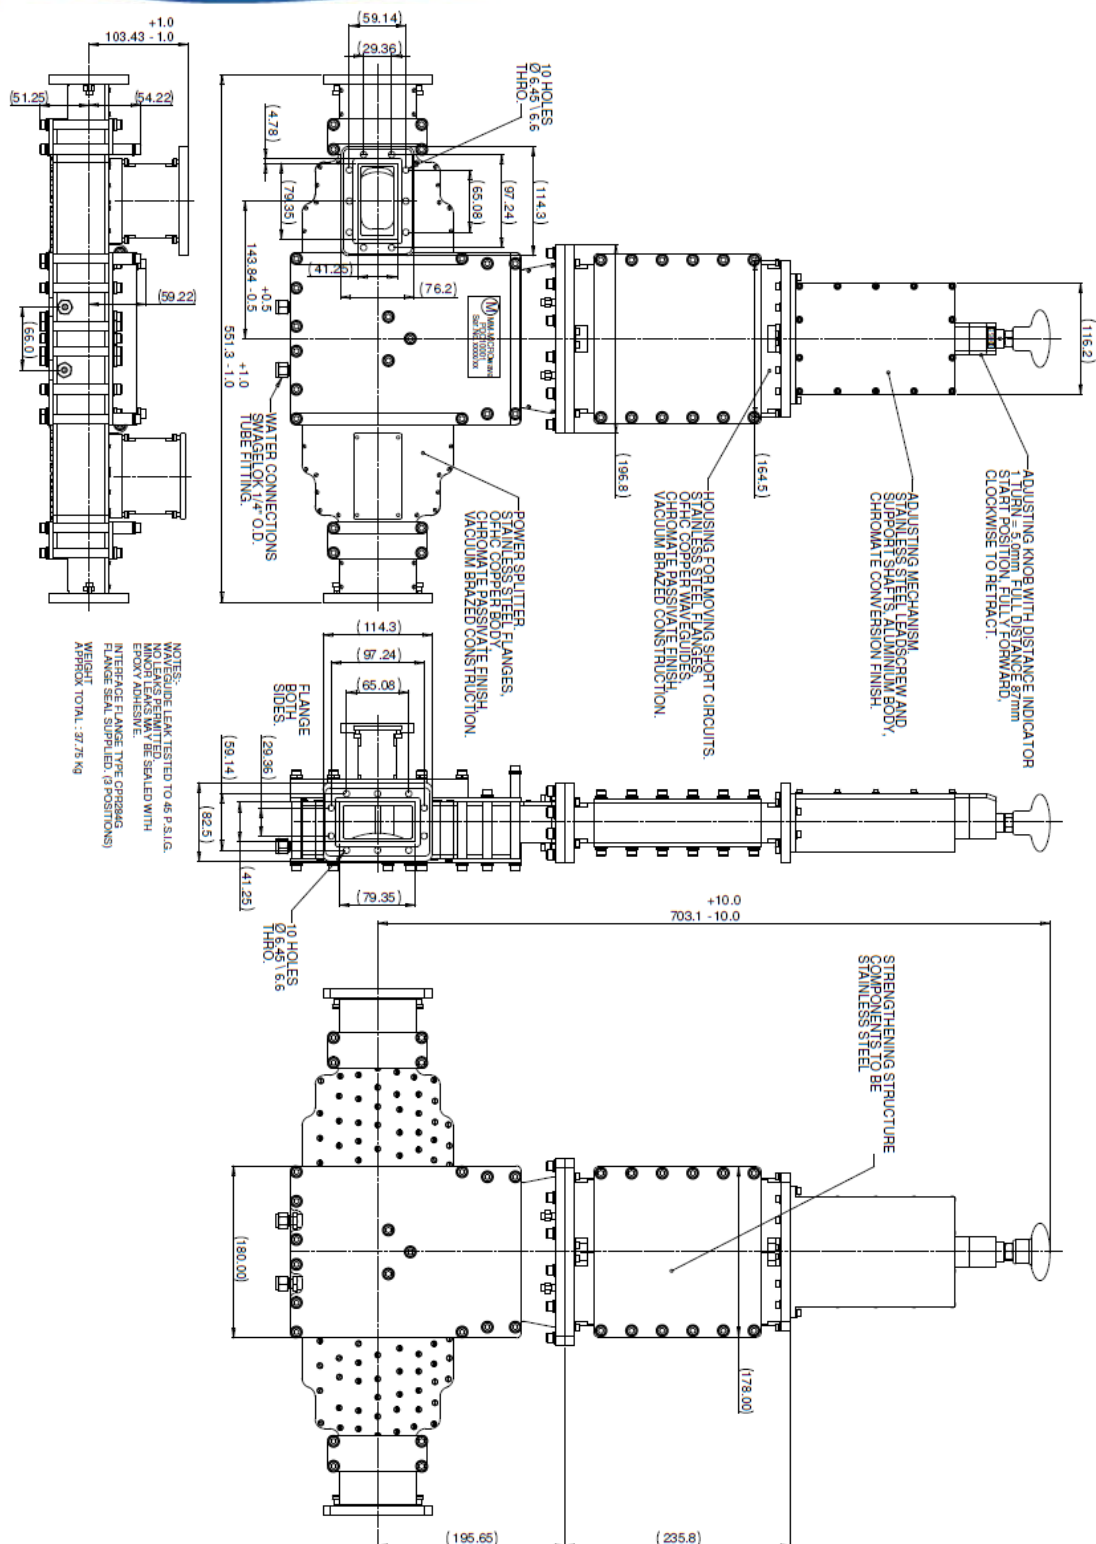 +1.0
103.43 - 1.0
(51.25)
(54.22)
(59.22)
(66.0)
(59.14)
(29.36)
10 HOLES
Ø 6.45 \ 6.6
THRO.
(4.78)
(79.35)
(65.08)
(97.24)
(114.3)
(41.25)
(76.2)
+0.5
143.84 -0.5
+1.0
551.3 - 1.0
M
MM-MICROwave
PDC10001
WATER CONNECTIONS
SWAGELOK 1/4" O.D.
TUBE FITTING.
POWER SPLITTER.
STAINLESS STEEL FLANGES,
OFHC COPPER BODY,
CHROMATE PASSIVATE FINISH,
VACUUM BRAZED CONSTRUCTION.
(196.8)
(164.5)
HOUSING FOR MOVING SHORT CIRCUITS.
STAINLESS STEEL FLANGES,
OFHC COPPER WAVEGUIDES,
CHROMATE PASSIVATE FINISH,
VACUUM BRAZED CONSTRUCTION.
ADJUSTING MECHANISM
STAINLESS STEEL LEADSCREW AND
SUPPORT SHAFTS, ALUMINIUM BODY,
CHROMATE CONVERSION FINISH.
ADJUSTING KNOB WITH DISTANCE INDICATOR
1 TURN = 5.0mm FULL DISTANCE 87mm
START POSITION, FULLY FORWARD,
CLOCKWISE TO RETRACT.
(116.2)
NOTES:-
WAVEGUIDE LEAK TESTED TO 45 P.S.I.G.
NO LEAKS PERMITTED.
MINOR LEAKS MAY BE SEALED WITH
EPOXY ADHESIVE.
INTERFACE FLANGE TYPE CPR284G
FLANGE SEAL SUPPLIED. (3 POSITIONS)
WEIGHT
APPROX TOTAL : 37.75 Kg
(114.3)
(97.24)
(65.08)
FLANGE
BOTH
SIDES.
(29.36)
(59.14)
(82.5)
(41.25)
(79.35)
10 HOLES
Ø 6.45 \ 6.6
THRO.
+10.0
703.1 -10.0
STRENGTHENING STRUCTURE
COMPONENTS TO BE
STAINLESS STEEL
(180.00)
(178.00)
(195.65)
(235.8)